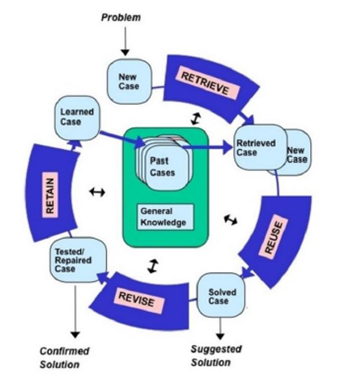 Problem
New
Case
RETRIEVE
Learned
Case
Past
Cases
Retrieved
Case
New
Case
RETAIN
General
Knowledge
REUSE
Tested/
Repaired
Case
REVISE
Solved
Case
Confirmed
Solution
Suggested
Solution